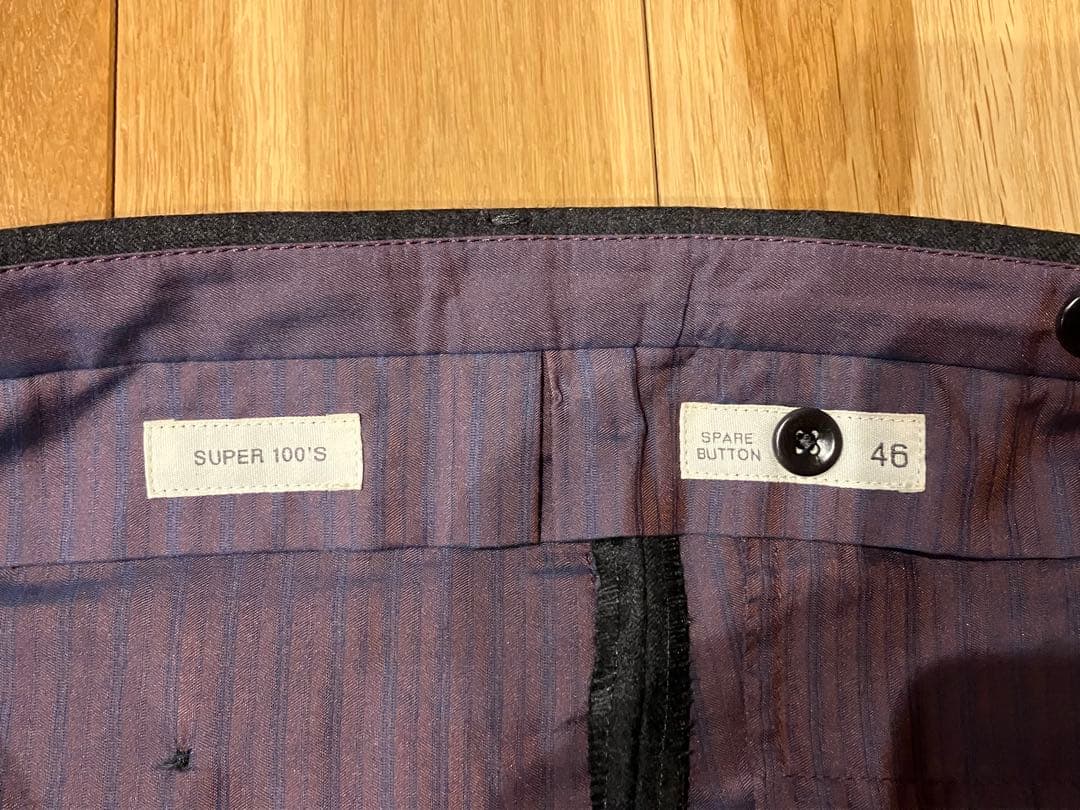 SUPER 100'S
SPARE
BUTTON
46